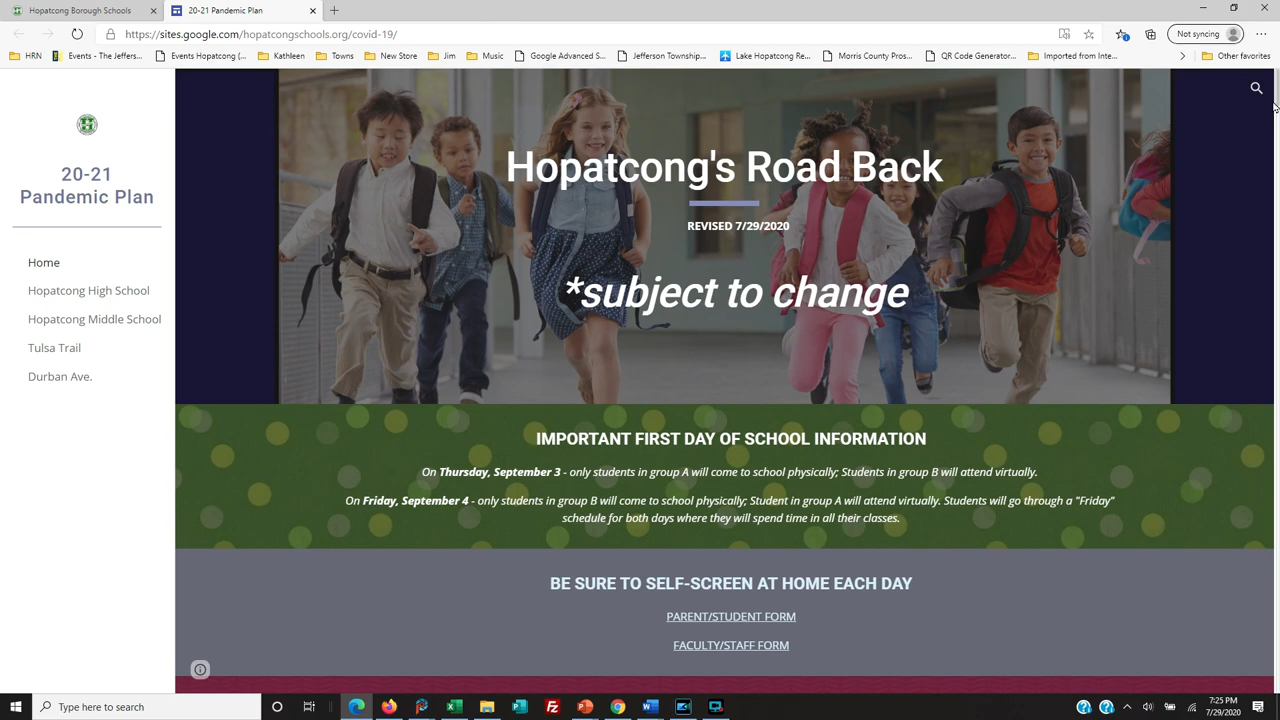 Hopatcong Borough Schools
20-21 Plan
https://sites.google.com/hopatcongschools.org/covid-19/
Not syncing
HRN
Events - The Jeffers...
Events Hopatcong (...
Kathleen
Towns
New Store
Jim
Music
Google Advanced S...
Jefferson Township...
Lake Hopatcong Re...
Morris County Pros...
QR Code Generator...
Imported from Inte...
Other favorites
20-21
Pandemic Plan
Home
Hopatcong High School
Hopatcong Middle School
Tulsa Trail
Durban Ave.
Hopatcong's Road Back
REVISED 7/29/2020
*subject to change
IMPORTANT FIRST DAY OF SCHOOL INFORMATION
On Thursday, September 3 - only students in group A will come to school physically; Students in group B will attend virtually.
On Friday, September 4 - only students in group B will come to school physically; Student in group A will attend virtually. Students will go through a "Friday"
schedule for both days where they will spend time in all their classes.
BE SURE TO SELF-SCREEN AT HOME EACH DAY
PARENT/STUDENT FORM
FACULTY/STAFF FORM
Type here to search
7:25 PM
7/29/2020